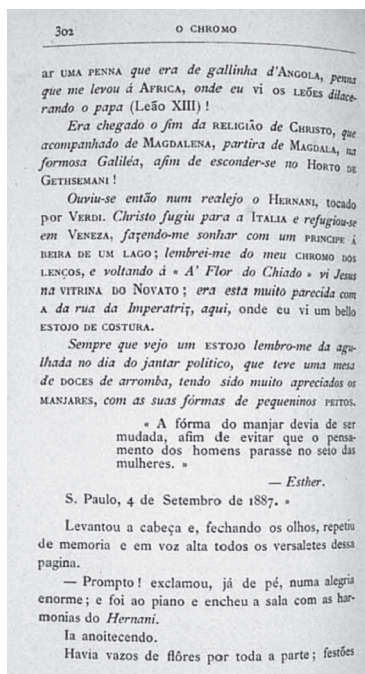 302 O CHROMO
ar UMA PENNA que era de gallinha d'ANGOLA, penna
que me levou á AFRICA, onde eu vi os LEÕES dilace-
rando o papa (Leão XIII) !
Era chegado o fim da RELIGIÃO de CHRISTO, que
acompanhado de MAGDALENA, partira de MAGDALA, na
formosa Galiléa, afim de esconder-se no HORTO DE
GETHSEMANI !
Ouviu-se então num realejo o HERNANI, tocado
por VERDI. Christo fugiu para a ITALIA e refugiou-se
em VENEZA, fazendo-me sonhar com um PRINCIPE Á
BEIRA DE UM LAGO ; lembrei-me do meu CHROMO DOS
LENÇOS, e voltando á « A' Flor do Chiado » vi Jesus
na VITRINA DO NOVATO ; era esta muito parecida com
A da rua da Imperatriz, aqui, onde eu vi um bello
ESTOJO DE COSTURA.
Sempre que vejo um ESTOJO lembro-me da agu-
lhada no dia do jantar politico, que teve uma mesa
de DOCES de arromba, tendo sido muito apreciados os
MANJARES, com as suas fórmas de pequeninos PEITOS.
« A fórma do manjar devia de ser
mudada, afim de evitar que o pensa-
mento dos homens parasse no seio das
mulheres. »
— Esther.
S. Paulo, 4 de Setembro de 1887. »
Levantou a cabeça e, fechando os olhos, repetiu
de memoria e em voz alta todos os versaletes dessa
pagina.
— Prompto ! exclamou, já de pé, numa alegria
enorme ; e foi ao piano e encheu a sala com as har-
monias do Hernani.
Ia anoitecendo.
Havia vazos de flôres por toda a parte ; festões